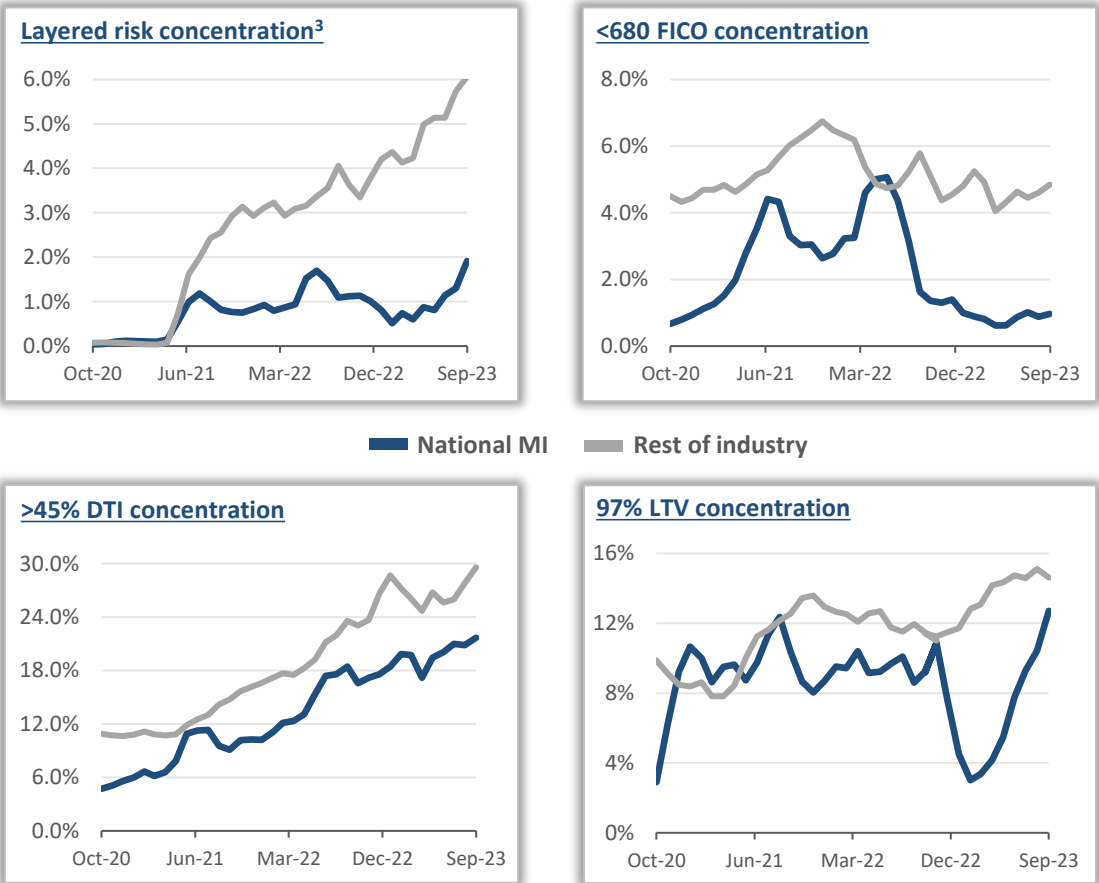 Layered risk concentration³
6.0%
5.0%
4.0%
3.0%
2.0%
1.0%
0.0%
Oct-20 Jun-21 Mar-22 Dec-22 Sep-23
<680 FICO concentration
8.0%
6.0%
4.0%
2.0%
0.0%
Oct-20 Jun-21 Mar-22 Dec-22 Sep-23
National MI Rest of industry
>45% DTI concentration
30.0%
24.0%
18.0%
12.0%
6.0%
0.0%
Oct-20 Jun-21 Mar-22 Dec-22 Sep-23
97% LTV concentration
16%
12%
8%
4%
0%
Oct-20 Jun-21 Mar-22 Dec-22 Sep-23